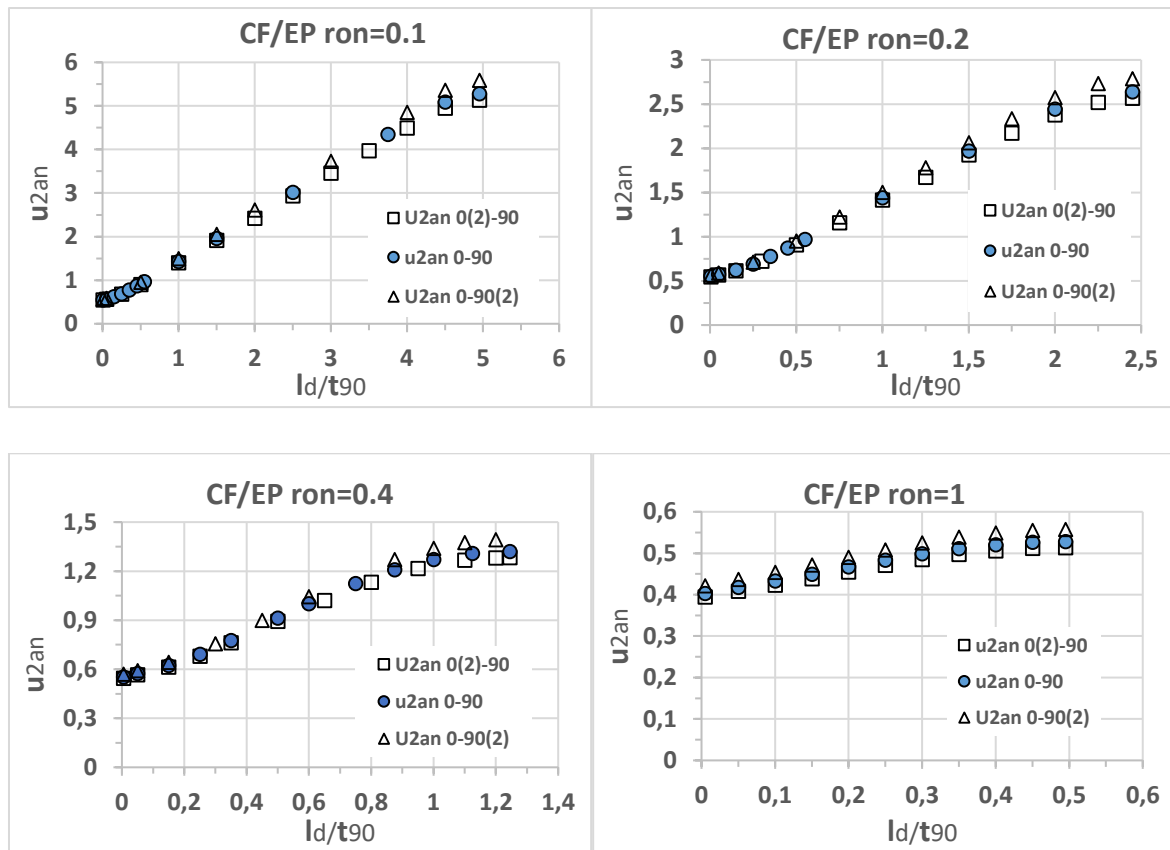 CF/EP ron=0.1
6
5
4
3
2
1
0
u2an
U2an 0(2)-90
u2an 0-90
U2an 0-90(2)
0 1 2 3 4 5 6
ld/t90
CF/EP ron=0.2
3
2,5
2
1,5
1
0,5
0
u2an
U2an 0(2)-90
u2an 0-90
U2an 0-90(2)
0 0,5 1 1,5 2 2,5
ld/t90
CF/EP ron=0.4
1,5
1,2
0,9
0,6
0,3
0
u2an
U2an 0(2)-90
u2an 0-90
U2an 0-90(2)
0 0,2 0,4 0,6 0,8 1 1,2 1,4
ld/t90
CF/EP ron=1
0,6
0,5
0,4
0,3
0,2
0,1
0
u2an
u2an 0(2)-90
u2an 0-90
U2an 0-90(2)
0 0,1 0,2 0,3 0,4 0,5 0,6
ld/t90